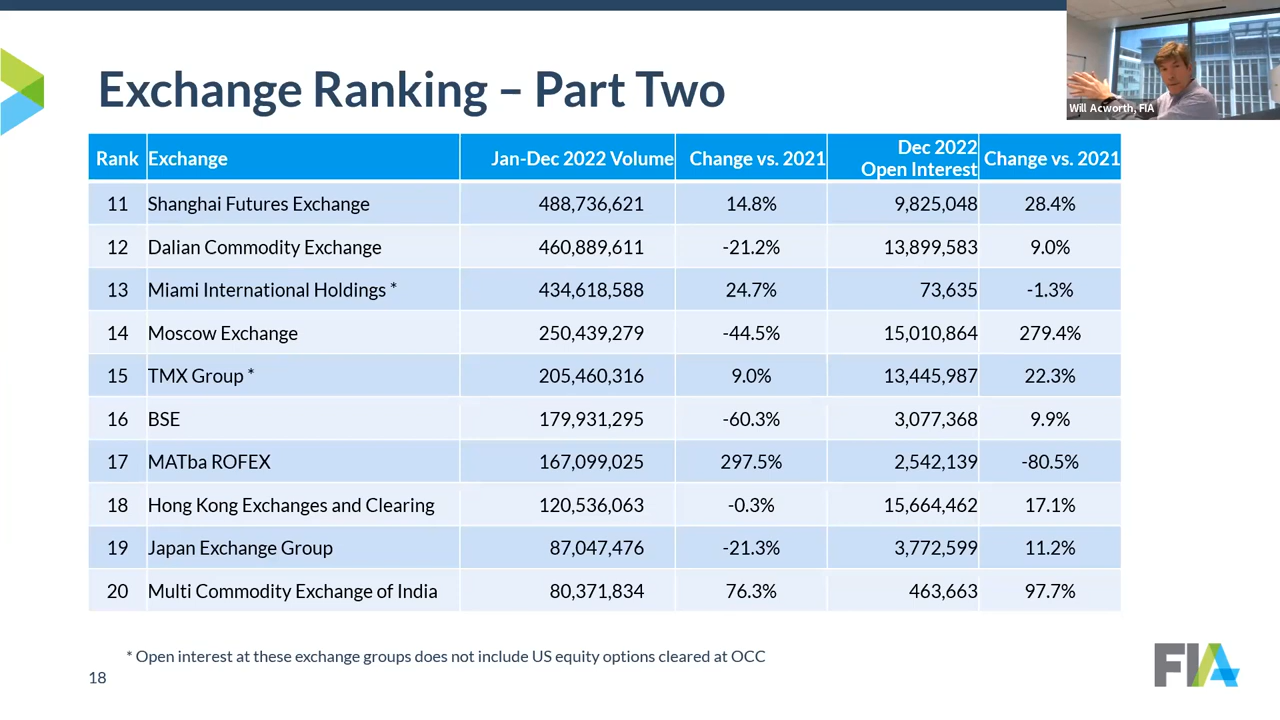 Exchange Ranking – Part Two
Will Acworth, FIA
Rank Exchange Jan-Dec 2022 Volume Change vs. 2021 Dec 2022 Open Interest Change vs. 2021
11 Shanghai Futures Exchange 488,736,621 14.8% 9,825,048 28.4%
12 Dalian Commodity Exchange 460,889,611 -21.2% 13,899,583 9.0%
13 Miami International Holdings * 434,618,588 24.7% 73,635 -1.3%
14 Moscow Exchange 250,439,279 -44.5% 15,010,864 279.4%
15 TMX Group * 205,460,316 9.0% 13,445,987 22.3%
16 BSE 179,931,295 -60.3% 3,077,368 9.9%
17 MATba ROFEX 167,099,025 297.5% 2,542,139 -80.5%
18 Hong Kong Exchanges and Clearing 120,536,063 -0.3% 15,664,462 17.1%
19 Japan Exchange Group 87,047,476 -21.3% 3,772,599 11.2%
20 Multi Commodity Exchange of India 80,371,834 76.3% 463,663 97.7%
* Open interest at these exchange groups does not include US equity options cleared at OCC
18
FIA